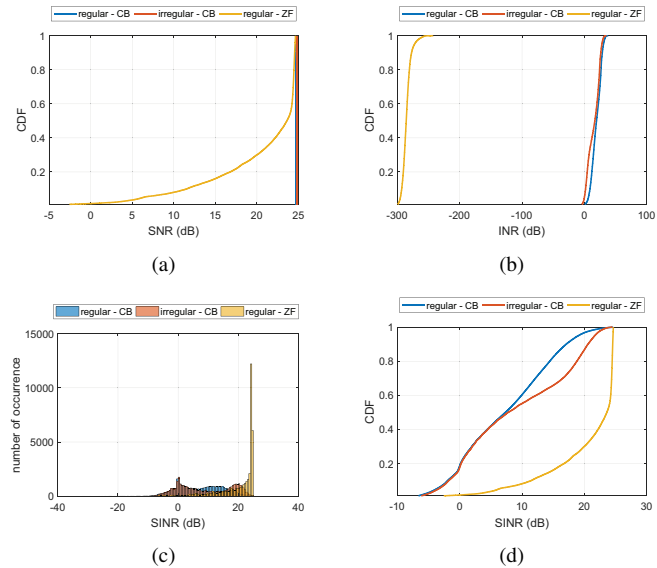 regular - CB irregular - CB regular - ZF
CDF
1
0.8
0.6
0.4
0.2
-5 0 5 10 15 20 25
SNR (dB)
(a)
regular - CB irregular - CB regular - ZF
CDF
1
0.8
0.6
0.4
0.2
-300 -200 -100 0 100
INR (dB)
(b)
regular - CB irregular - CB regular - ZF
number of occurrence
15000
10000
5000
0
-40 -20 0 20 40
SINR (dB)
(c)
regular - CB irregular - CB regular - ZF
CDF
1
0.8
0.6
0.4
0.2
-10 0 10 20 30
SINR (dB)
(d)